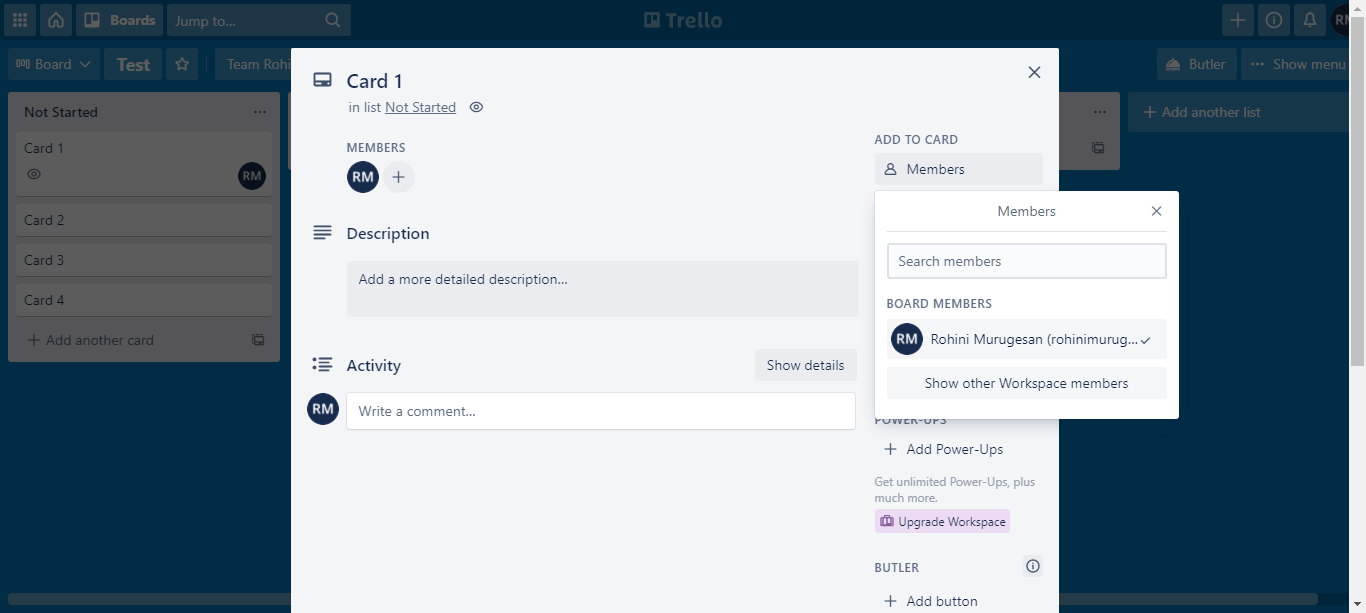 Boards
Jump to...
Trello
RM
Board
Test
Team Rohi
Butler
Show menu
Not Started
Card 1
RM
Card 2
Card 3
Card 4
Add another card
Add another list
Card 1
in list Not Started
MEMBERS
RM
Description
Add a more detailed description...
Activity
Show details
RM
Write a comment...
ADD TO CARD
Members
Members
Search members
BOARD MEMBERS
RM Rohini Murugesan (rohinimurug...
Show other Workspace members
POWER-UPS
Add Power-Ups
Get unlimited Power-Ups, plus
much more.
Upgrade Workspace
BUTLER
Add button